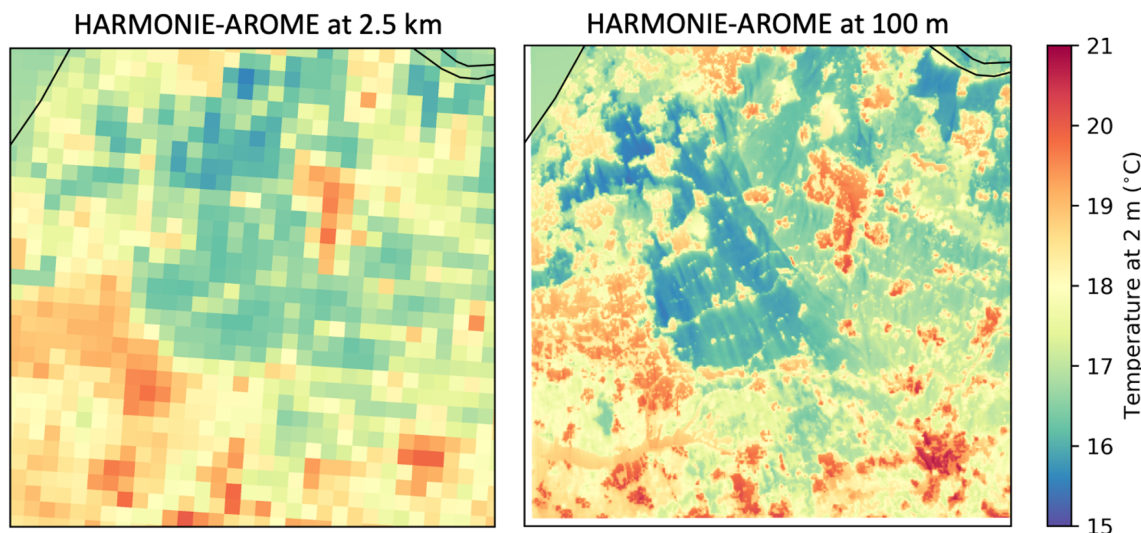 HARMONIE-AROME at 2.5 km
HARMONIE-AROME at 100 m
21
20
19
18
17
16
15
Temperature at 2 m (°C)